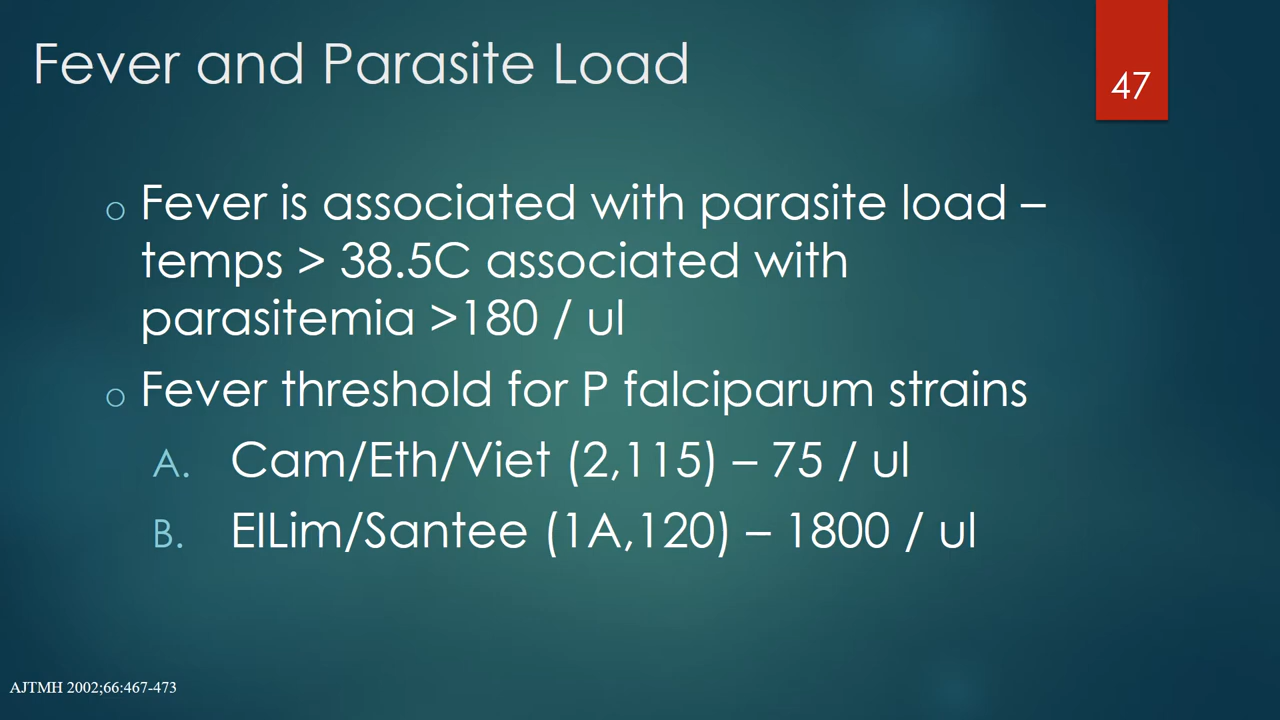 Fever and Parasite Load
47
o Fever is associated with parasite load –
temps > 38.5C associated with
parasitemia >180 / ul
o Fever threshold for P falciparum strains
A. Cam/Eth/Viet (2,115) – 75 / ul
B. ElLim/Santee (1A,120) – 1800 / ul
AJTMH 2002;66:467-473